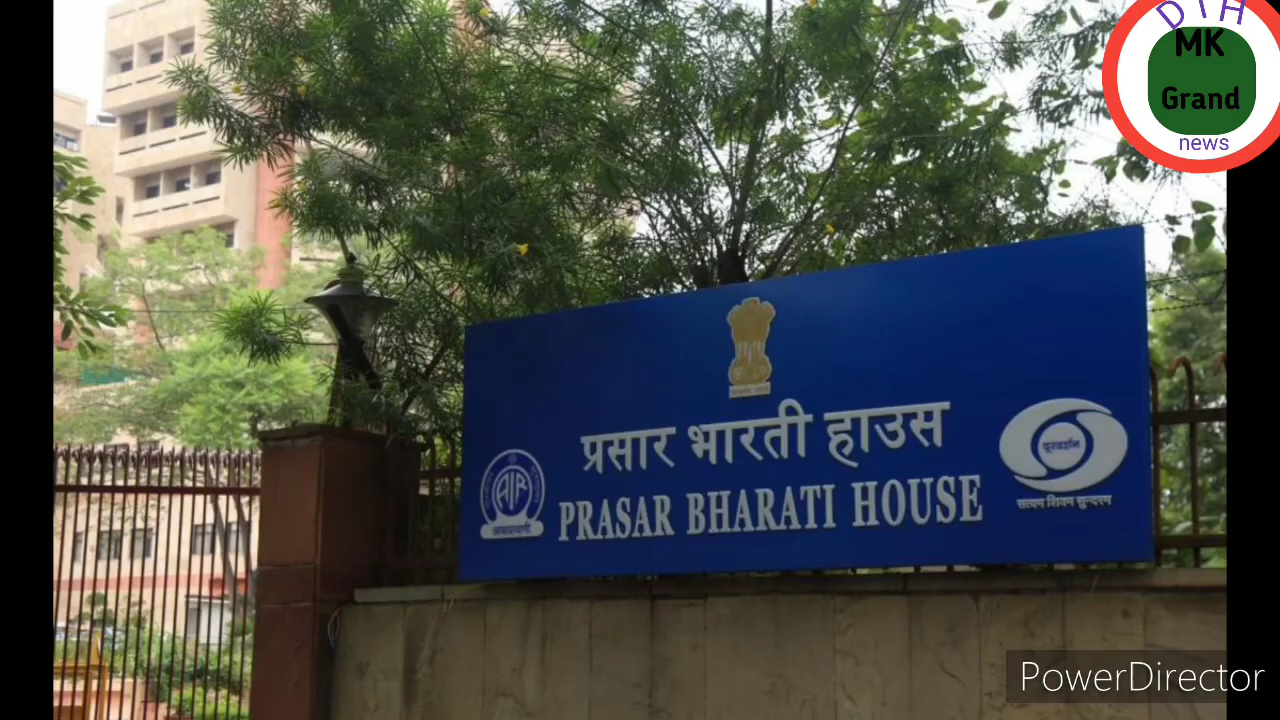 DTH
MK
Grand
news
प्रसार भारती हाउस
PRASAR BHARATI HOUSE
AIR
आकाशवाणी
दूरदर्शन
सत्यम शिवम सुन्दरम
PowerDirector